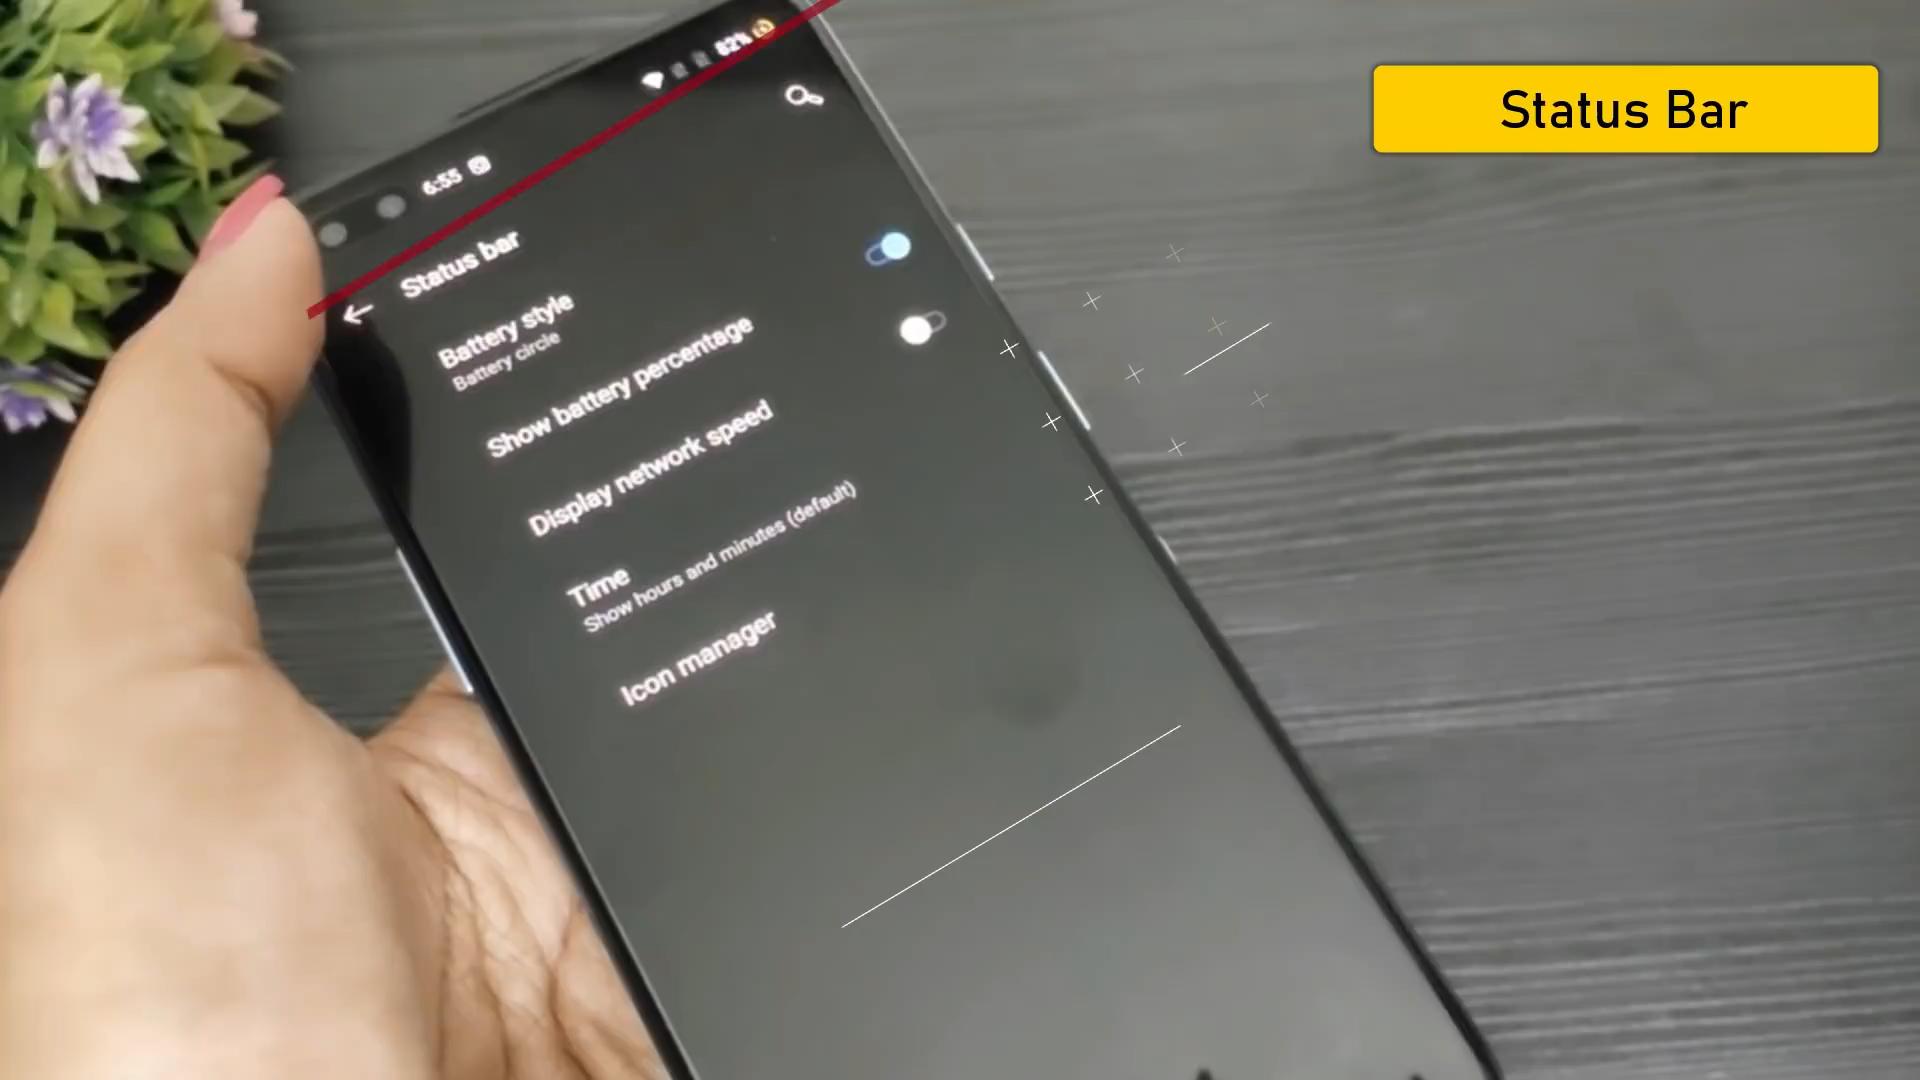 Status Bar
6:55
82%
Status bar
Battery style
Battery circle
Show battery percentage
Display network speed
Time
Show hours and minutes (default)
Icon manager